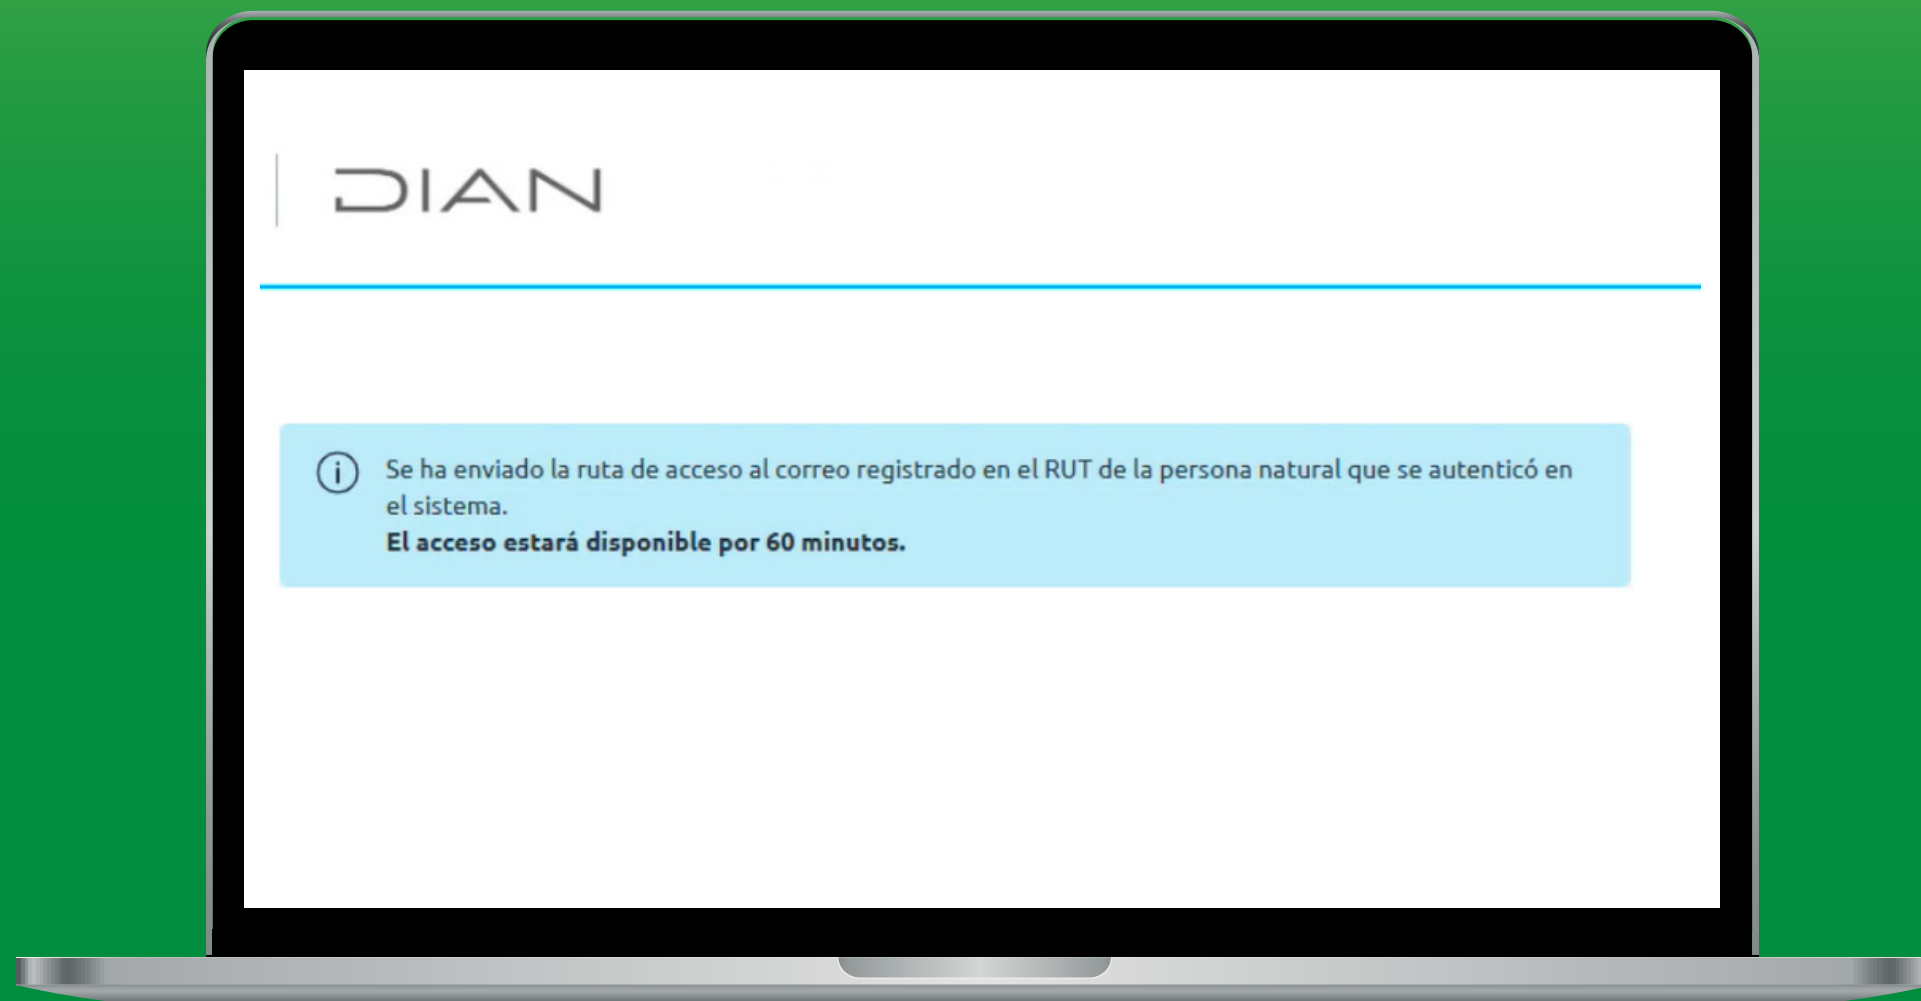 DIAN
Se ha enviado la ruta de acceso al correo registrado en el RUT de la persona natural que se autenticó en
el sistema.
El acceso estará disponible por 60 minutos.